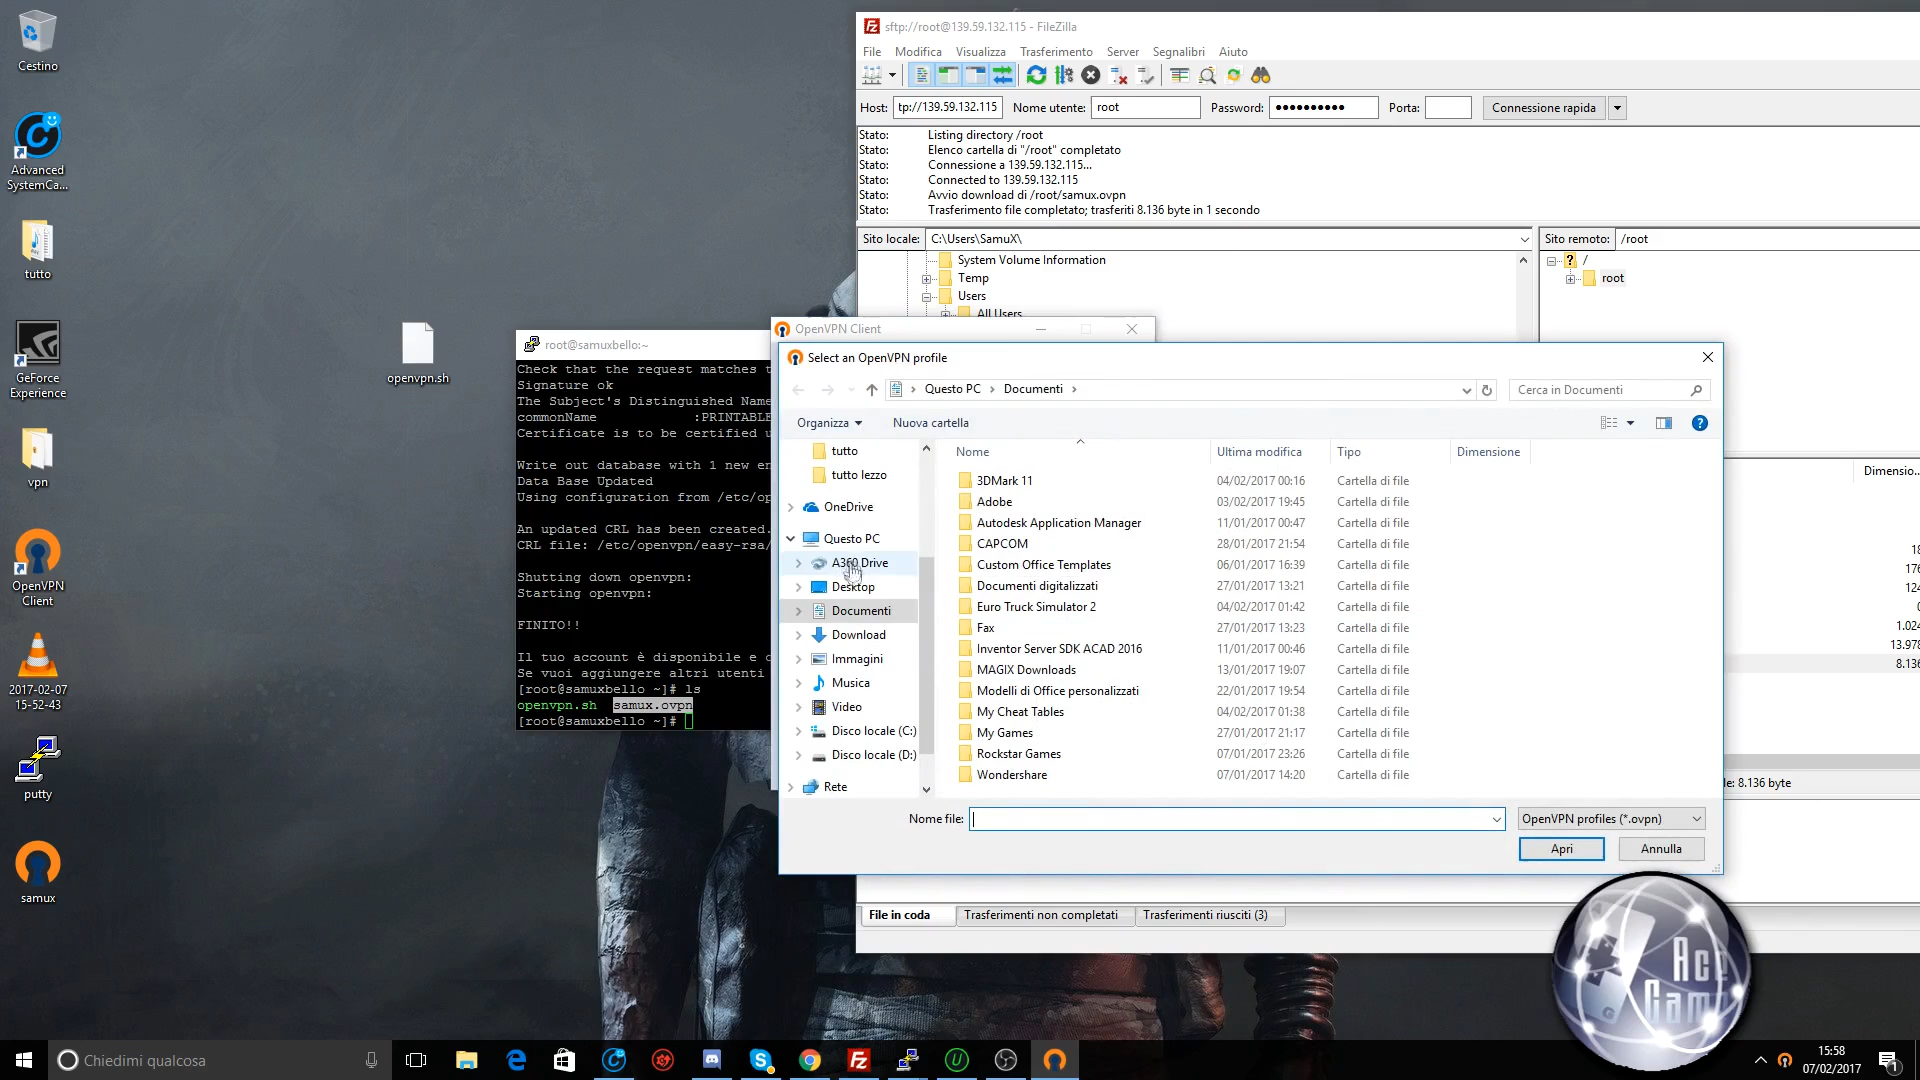 Cestino
Advanced
SystemCa...
tutto
GeForce
Experience
vpn
OpenVPN
Client
2017-02-07
15-52-43
putty
samux
openvpn.sh
root@samuxbello:~
Check that the request matches t
Signature ok
The Subject's Distinguished Name
commonName :PRINTABLE
Certificate is to be certified u
Write out database with 1 new en
Data Base Updated
Using configuration from /etc/op
An updated CRL has been created.
CRL file: /etc/openvpn/easy-rsa/
Shutting down openvpn:
Starting openvpn:
FINITO!!
Il tuo account è disponibile e c
Se vuoi aggiungere altri utenti
[root@samuxbello ~]# ls
openvpn.sh samux.ovpn
[root@samuxbello ~]#
sftp://root@139.59.132.115 - FileZilla
File Modifica Visualizza Trasferimento Server Segnalibri Aiuto
Host: tp://139.59.132.115 Nome utente: root Password: ●●●●●●●●●● Porta: Connessione rapida
Stato: Listing directory /root
Stato: Elenco cartella di "/root" completato
Stato: Connessione a 139.59.132.115...
Stato: Connected to 139.59.132.115
Stato: Avvio download di /root/samux.ovpn
Stato: Trasferimento file completato; trasferiti 8.136 byte in 1 secondo
Sito locale: C:\Users\SamuX\
System Volume Information
Temp
Users
All Users
Sito remoto: /root
/
root
Dimensio...
18
176
124
0
1.024
13.978
8.136
le: 8.136 byte
File in coda Trasferimenti non completati Trasferimenti riusciti (3)
OpenVPN Client
Select an OpenVPN profile
Questo PC Documenti
Cerca in Documenti
Organizza Nuova cartella
tutto
tutto lezzo
OneDrive
Questo PC
A360 Drive
Desktop
Documenti
Download
Immagini
Musica
Video
Disco locale (C:)
Disco locale (D:)
Rete
Nome Ultima modifica Tipo Dimensione
3DMark 11 04/02/2017 00:16 Cartella di file
Adobe 03/02/2017 19:45 Cartella di file
Autodesk Application Manager 11/01/2017 00:47 Cartella di file
CAPCOM 28/01/2017 21:54 Cartella di file
Custom Office Templates 06/01/2017 16:39 Cartella di file
Documenti digitalizzati 27/01/2017 13:21 Cartella di file
Euro Truck Simulator 2 04/02/2017 01:42 Cartella di file
Fax 27/01/2017 13:23 Cartella di file
Inventor Server SDK ACAD 2016 11/01/2017 00:46 Cartella di file
MAGIX Downloads 13/01/2017 19:07 Cartella di file
Modelli di Office personalizzati 22/01/2017 19:54 Cartella di file
My Cheat Tables 04/02/2017 01:38 Cartella di file
My Games 27/01/2017 21:17 Cartella di file
Rockstar Games 07/01/2017 23:26 Cartella di file
Wondershare 07/01/2017 14:20 Cartella di file
Nome file: OpenVPN profiles (*.ovpn)
Apri Annulla
Chiedimi qualcosa
15:58
07/02/2017
1